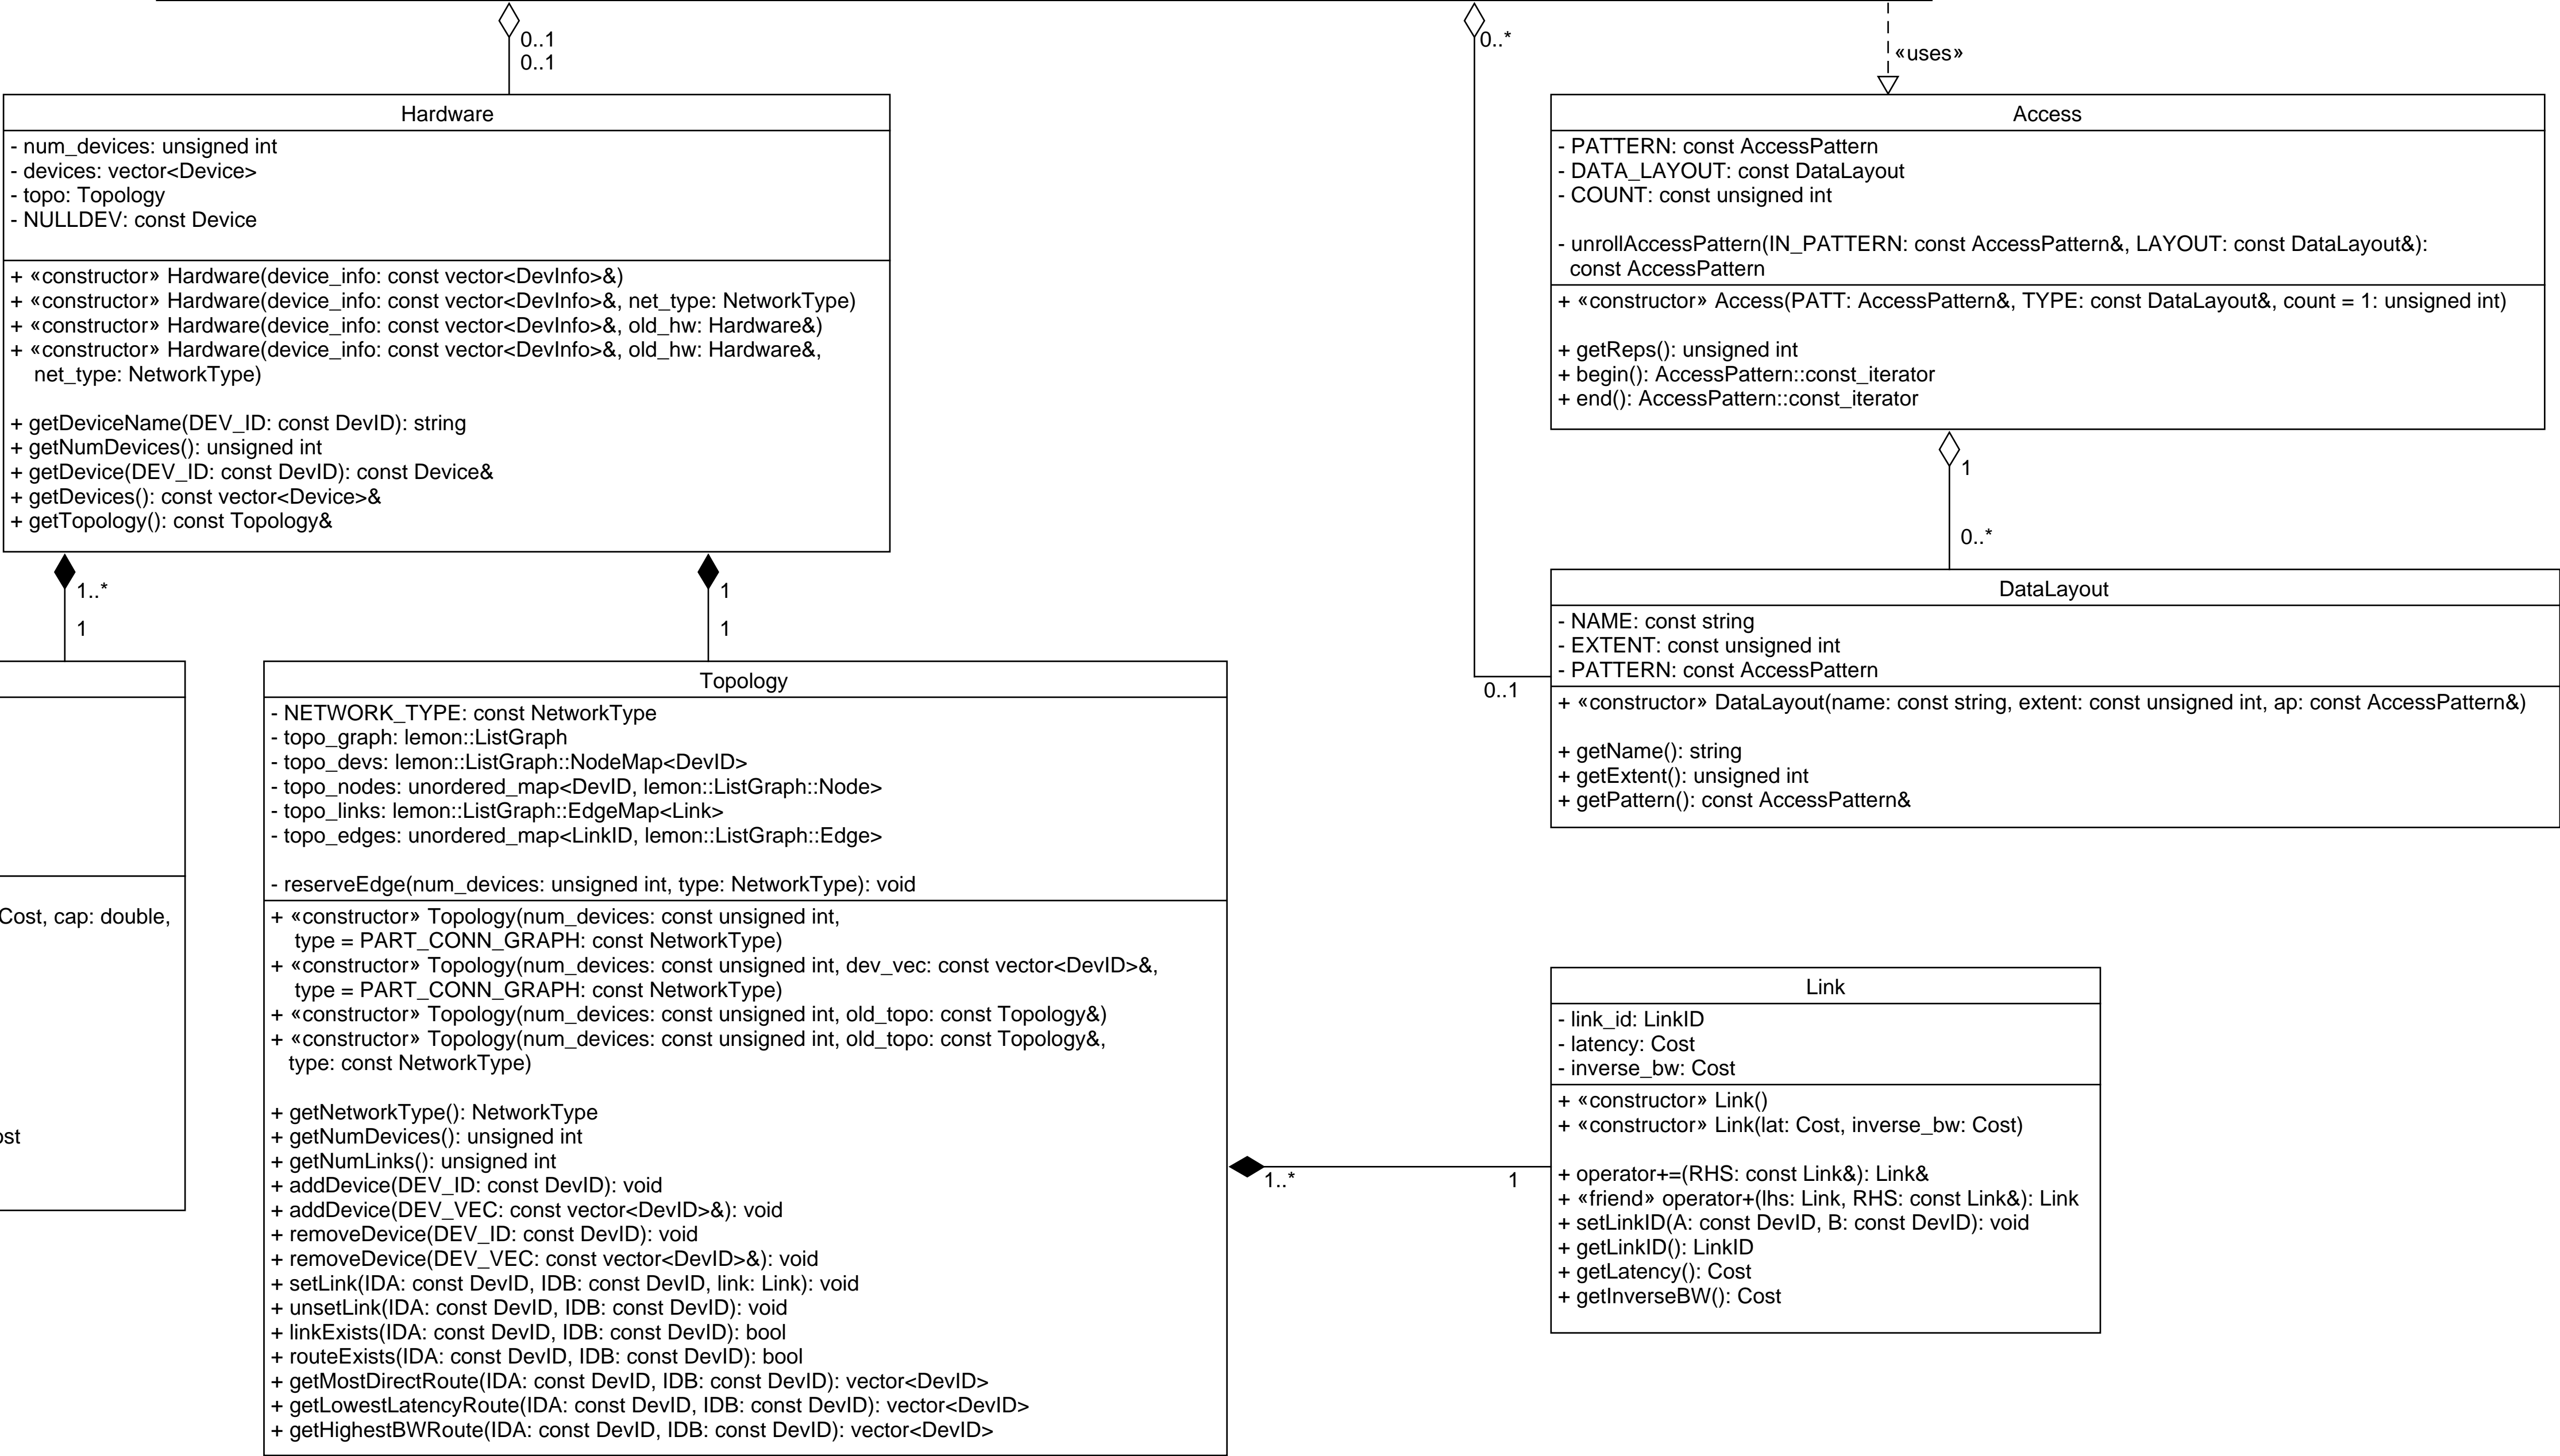 0..1
0..1
0..*
«uses»
Hardware
- num_devices: unsigned int
- devices: vector<Device>
- topo: Topology
- NULLDEV: const Device
+ «constructor» Hardware(device_info: const vector<DevInfo>&)
+ «constructor» Hardware(device_info: const vector<DevInfo>&, net_type: NetworkType)
+ «constructor» Hardware(device_info: const vector<DevInfo>&, old_hw: Hardware&)
+ «constructor» Hardware(device_info: const vector<DevInfo>&, old_hw: Hardware&,
net_type: NetworkType)
+ getDeviceName(DEV_ID: const DevID): string
+ getNumDevices(): unsigned int
+ getDevice(DEV_ID: const DevID): const Device&
+ getDevices(): const vector<Device>&
+ getTopology(): const Topology&
Access
- PATTERN: const AccessPattern
- DATA_LAYOUT: const DataLayout
- COUNT: const unsigned int
- unrollAccessPattern(IN_PATTERN: const AccessPattern&, LAYOUT: const DataLayout&):
const AccessPattern
+ «constructor» Access(PATT: AccessPattern&, TYPE: const DataLayout&, count = 1: unsigned int)
+ getReps(): unsigned int
+ begin(): AccessPattern::const_iterator
+ end(): AccessPattern::const_iterator
1
0..*
1..*
1
1
1
0..1
DataLayout
- NAME: const string
- EXTENT: const unsigned int
- PATTERN: const AccessPattern
+ «constructor» DataLayout(name: const string, extent: const unsigned int, ap: const AccessPattern&)
+ getName(): string
+ getExtent(): unsigned int
+ getPattern(): const AccessPattern&
Cost, cap: double,
ost
Topology
- NETWORK_TYPE: const NetworkType
- topo_graph: lemon::ListGraph
- topo_devs: lemon::ListGraph::NodeMap<DevID>
- topo_nodes: unordered_map<DevID, lemon::ListGraph::Node>
- topo_links: lemon::ListGraph::EdgeMap<Link>
- topo_edges: unordered_map<LinkID, lemon::ListGraph::Edge>
- reserveEdge(num_devices: unsigned int, type: NetworkType): void
+ «constructor» Topology(num_devices: const unsigned int,
type = PART_CONN_GRAPH: const NetworkType)
+ «constructor» Topology(num_devices: const unsigned int, dev_vec: const vector<DevID>&,
type = PART_CONN_GRAPH: const NetworkType)
+ «constructor» Topology(num_devices: const unsigned int, old_topo: const Topology&)
+ «constructor» Topology(num_devices: const unsigned int, old_topo: const Topology&,
type: const NetworkType)
+ getNetworkType(): NetworkType
+ getNumDevices(): unsigned int
+ getNumLinks(): unsigned int
+ addDevice(DEV_ID: const DevID): void
+ addDevice(DEV_VEC: const vector<DevID>&): void
+ removeDevice(DEV_ID: const DevID): void
+ removeDevice(DEV_VEC: const vector<DevID>&): void
+ setLink(IDA: const DevID, IDB: const DevID, link: Link): void
+ unsetLink(IDA: const DevID, IDB: const DevID): void
+ linkExists(IDA: const DevID, IDB: const DevID): bool
+ routeExists(IDA: const DevID, IDB: const DevID): bool
+ getMostDirectRoute(IDA: const DevID, IDB: const DevID): vector<DevID>
+ getLowestLatencyRoute(IDA: const DevID, IDB: const DevID): vector<DevID>
+ getHighestBWRoute(IDA: const DevID, IDB: const DevID): vector<DevID>
1..*
1
Link
- link_id: LinkID
- latency: Cost
- inverse_bw: Cost
+ «constructor» Link()
+ «constructor» Link(lat: Cost, inverse_bw: Cost)
+ operator+=(RHS: const Link&): Link&
+ «friend» operator+(lhs: Link, RHS: const Link&): Link
+ setLinkID(A: const DevID, B: const DevID): void
+ getLinkID(): LinkID
+ getLatency(): Cost
+ getInverseBW(): Cost